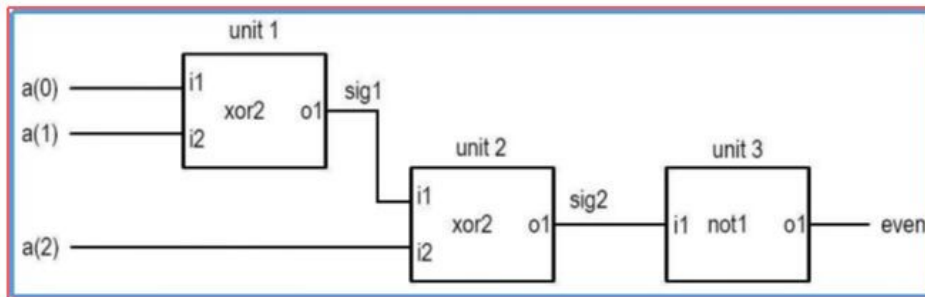 unit 1
a(0)
i1
xor2
o1
sig1
a(1)
i2
unit 2
unit 3
i1
xor2
o1
sig2
i1
not1
o1
even
a(2)
i2